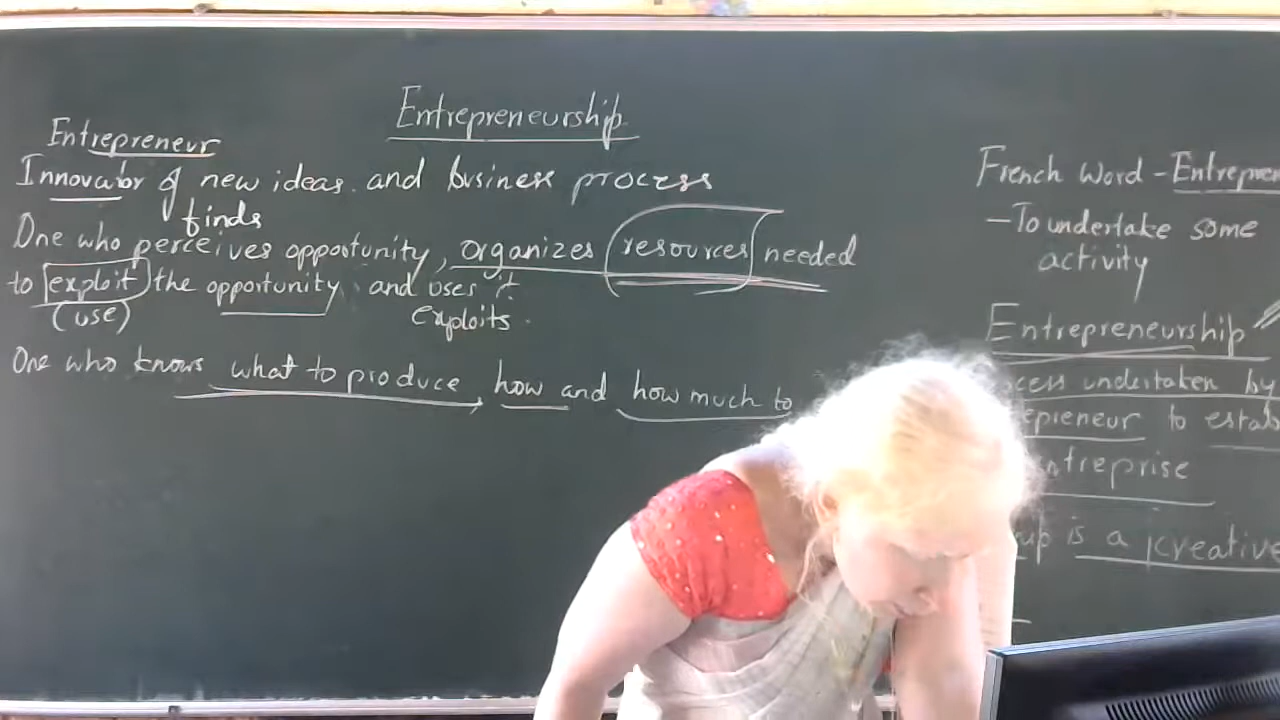 Entrepreneurship
Entrepreneur
Innovator of new ideas and business process
finds
One who perceives opportunity, organizes resources needed
to exploit the opportunity and uses it
(use)
exploits
One who knows what to produce how and how much to
French Word - Entrepren
- To undertake some
activity
Entrepreneurship
ocess undertaken by
epreneur to estab
ntreprise
up is a creative